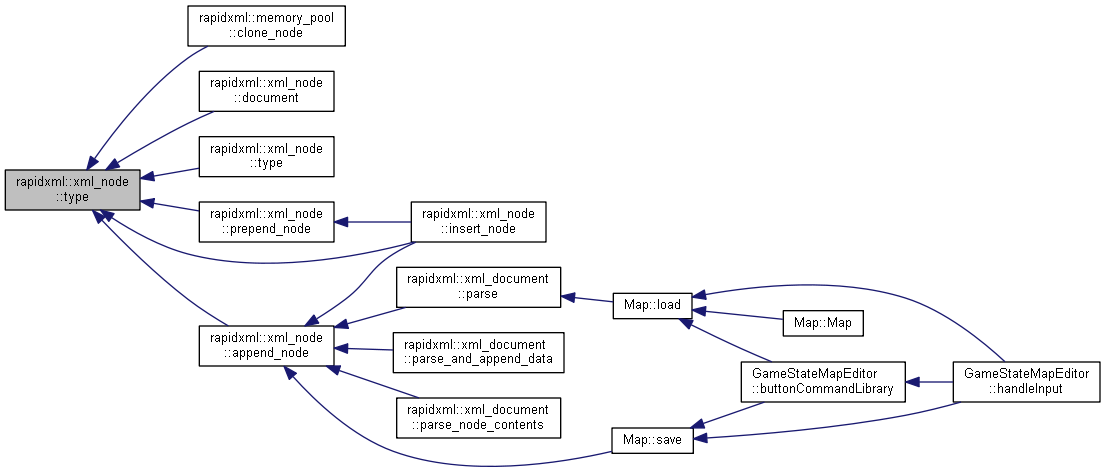 rapidxml::memory_pool
::clone_node
rapidxml::xml_node
::document
rapidxml::xml_node
::type
rapidxml::xml_node
::type
rapidxml::xml_node
::prepend_node
rapidxml::xml_node
::insert_node
rapidxml::xml_document
::parse
Map::load
Map::Map
rapidxml::xml_node
::append_node
rapidxml::xml_document
::parse_and_append_data
GameStateMapEditor
::buttonCommandLibrary
GameStateMapEditor
::handleInput
rapidxml::xml_document
::parse_node_contents
Map::save